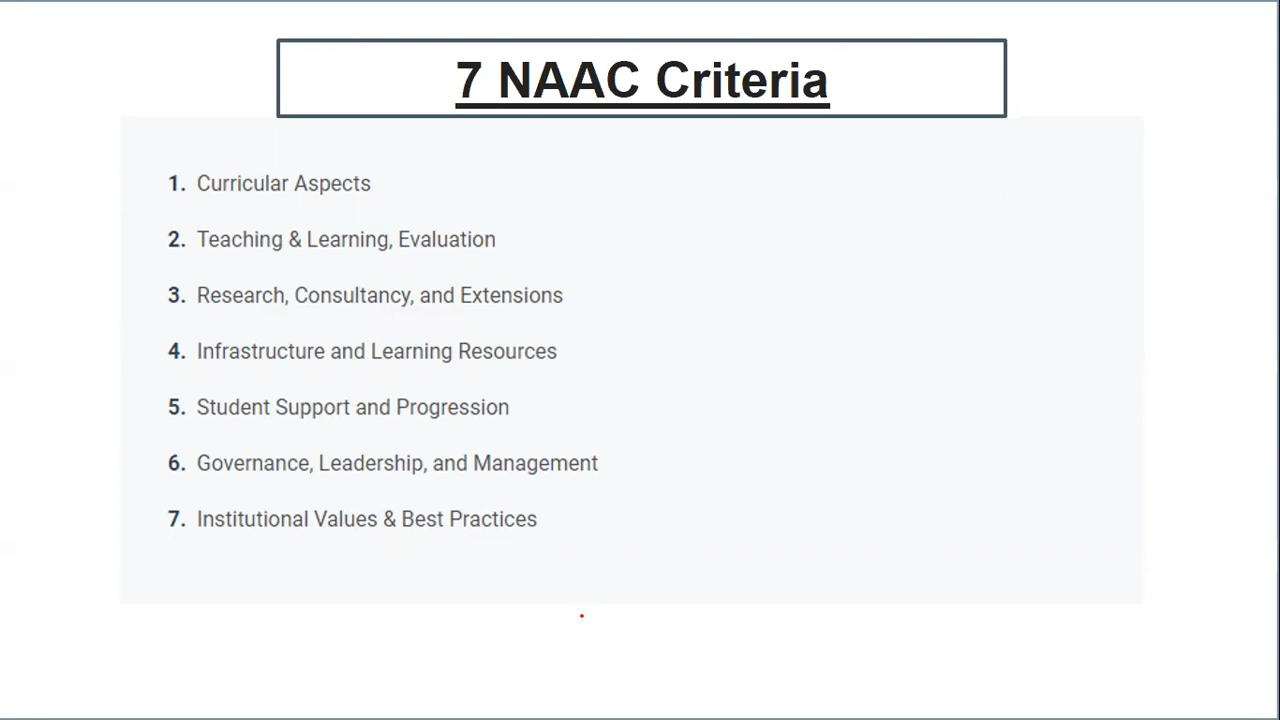 7 NAAC Criteria
1. Curricular Aspects
2. Teaching & Learning, Evaluation
3. Research, Consultancy, and Extensions
4. Infrastructure and Learning Resources
5. Student Support and Progression
6. Governance, Leadership, and Management
7. Institutional Values & Best Practices